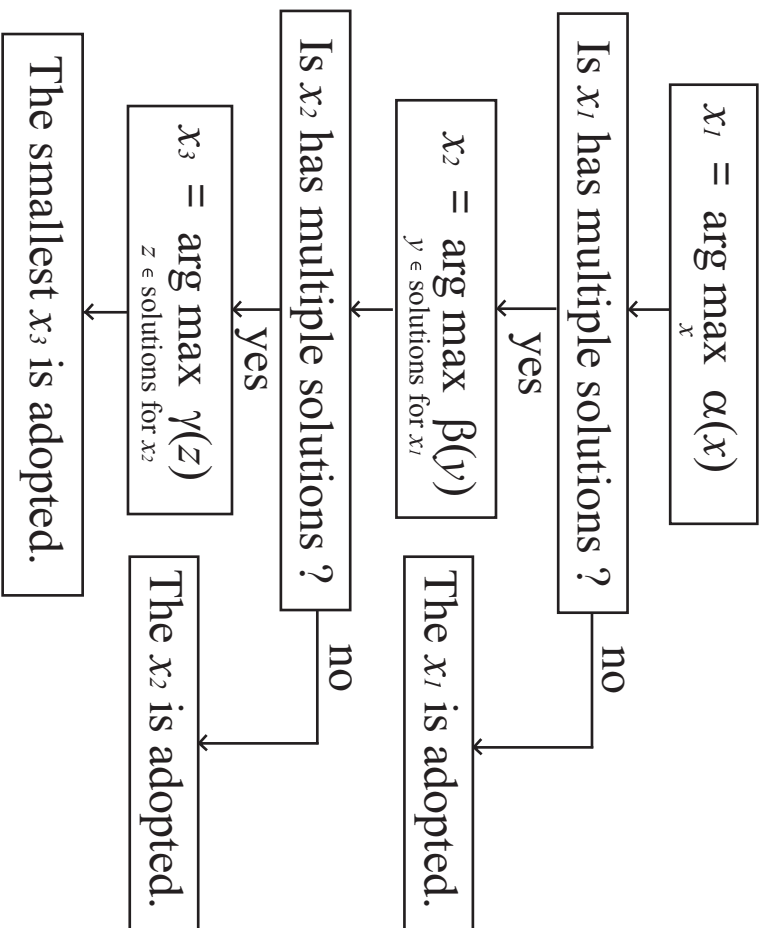 x₁ = arg max α(x)
x
Is x₁ has multiple solutions ?
no
yes
x₂ = arg max β(y)
y ∈ solutions for x₁
The x₁ is adopted.
Is x₂ has multiple solutions ?
no
yes
x₃ = arg max γ(z)
z ∈ solutions for x₂
The x₂ is adopted.
The smallest x₃ is adopted.